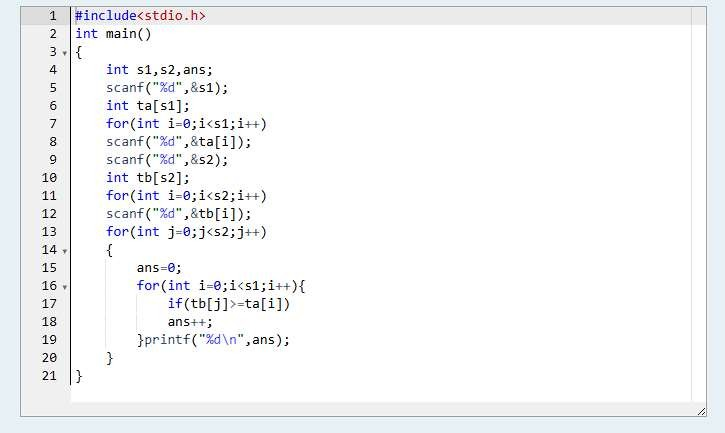 1 #include<stdio.h>
2 int main()
3 {
4     int s1,s2,ans;
5     scanf("%d",&s1);
6     int ta[s1];
7     for(int i=0;i<s1;i++)
8     scanf("%d",&ta[i]);
9     scanf("%d",&s2);
10     int tb[s2];
11     for(int i=0;i<s2;i++)
12     scanf("%d",&tb[i]);
13     for(int j=0;j<s2;j++)
14     {
15         ans=0;
16         for(int i=0;i<s1;i++){
17             if(tb[j]>=ta[i])
18             ans++;
19         }printf("%d\n",ans);
20     }
21 }